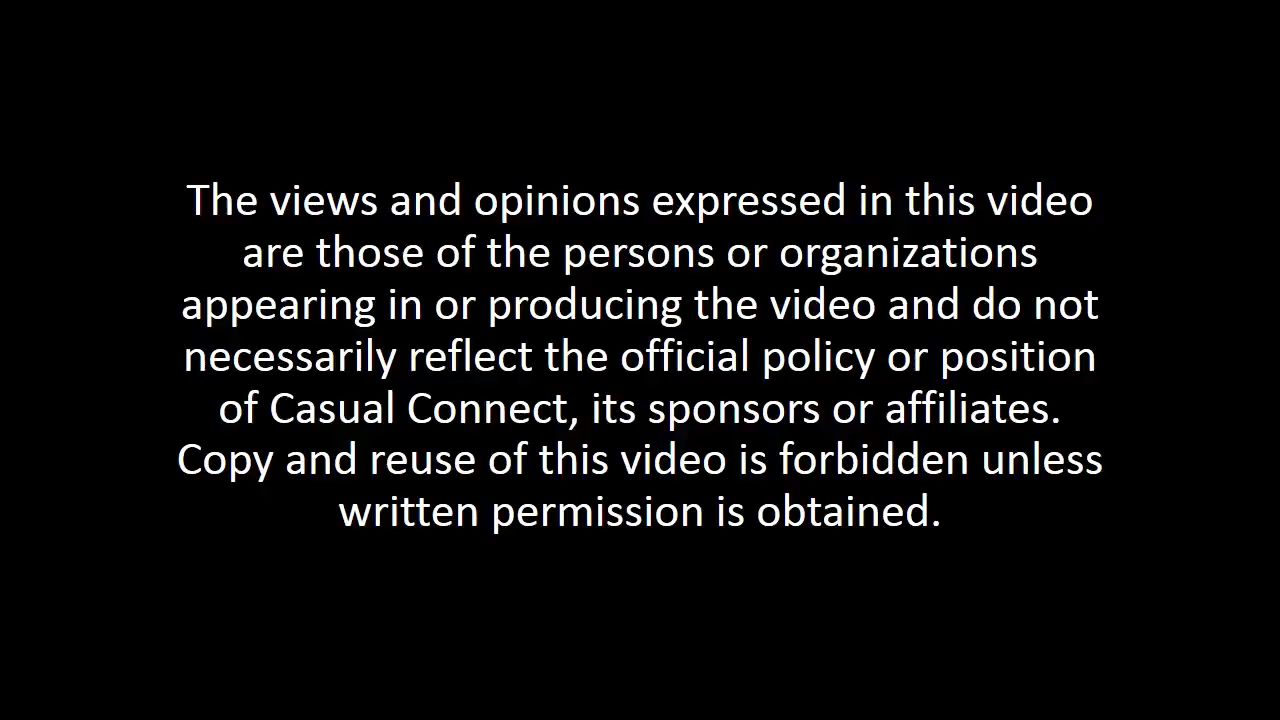 The views and opinions expressed in this video
are those of the persons or organizations
appearing in or producing the video and do not
necessarily reflect the official policy or position
of Casual Connect, its sponsors or affiliates.
Copy and reuse of this video is forbidden unless
written permission is obtained.